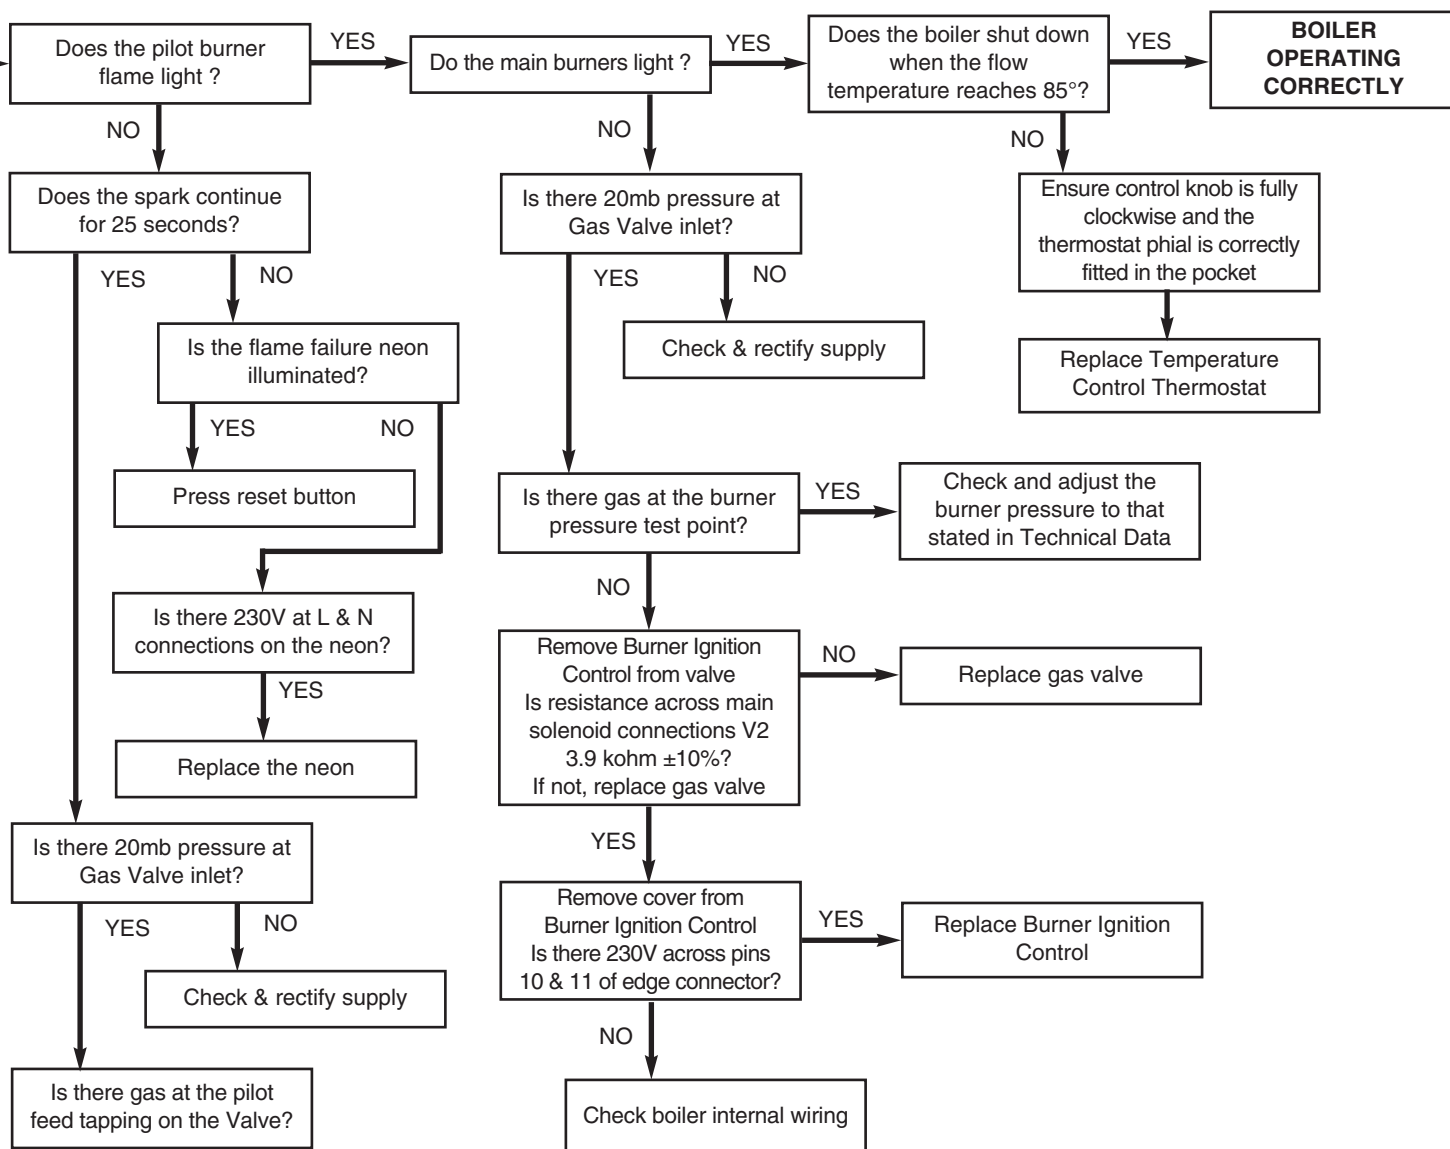 Does the pilot burner
flame light ?
YES
Do the main burners light ?
YES
Does the boiler shut down
when the flow
temperature reaches 85°?
YES
BOILER
OPERATING
CORRECTLY
NO
NO
NO
Does the spark continue
for 25 seconds?
Is there 20mb pressure at
Gas Valve inlet?
Ensure control knob is fully
clockwise and the
thermostat phial is correctly
fitted in the pocket
YES
NO
YES
NO
Is the flame failure neon
illuminated?
Check & rectify supply
Replace Temperature
Control Thermostat
YES
NO
Press reset button
Is there gas at the burner
pressure test point?
YES
Check and adjust the
burner pressure to that
stated in Technical Data
NO
Is there 230V at L & N
connections on the neon?
YES
Replace the neon
Remove Burner Ignition
Control from valve
Is resistance across main
solenoid connections V2
3.9 kohm ±10%?
If not, replace gas valve
NO
Replace gas valve
YES
Is there 20mb pressure at
Gas Valve inlet?
YES
NO
Check & rectify supply
Remove cover from
Burner Ignition Control
Is there 230V across pins
10 & 11 of edge connector?
YES
Replace Burner Ignition
Control
NO
Is there gas at the pilot
feed tapping on the Valve?
Check boiler internal wiring